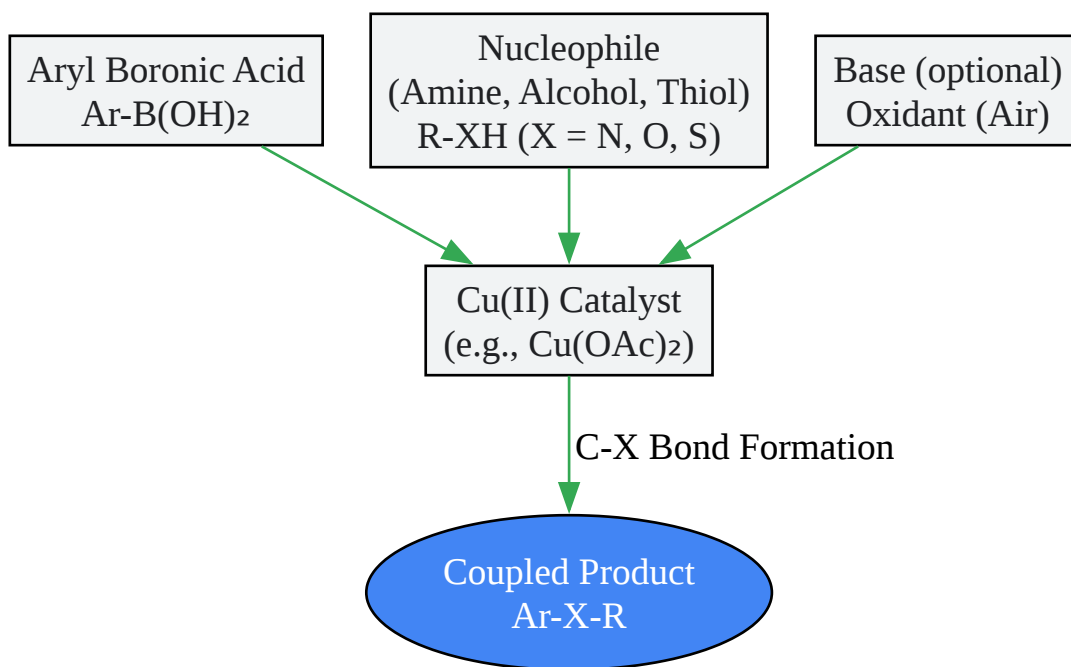 Aryl Boronic Acid
Ar-B(OH)₂
Nucleophile
(Amine, Alcohol, Thiol)
R-XH (X = N, O, S)
Base (optional)
Oxidant (Air)
Cu(II) Catalyst
(e.g., Cu(OAc)₂)
C-X Bond Formation
Coupled Product
Ar-X-R